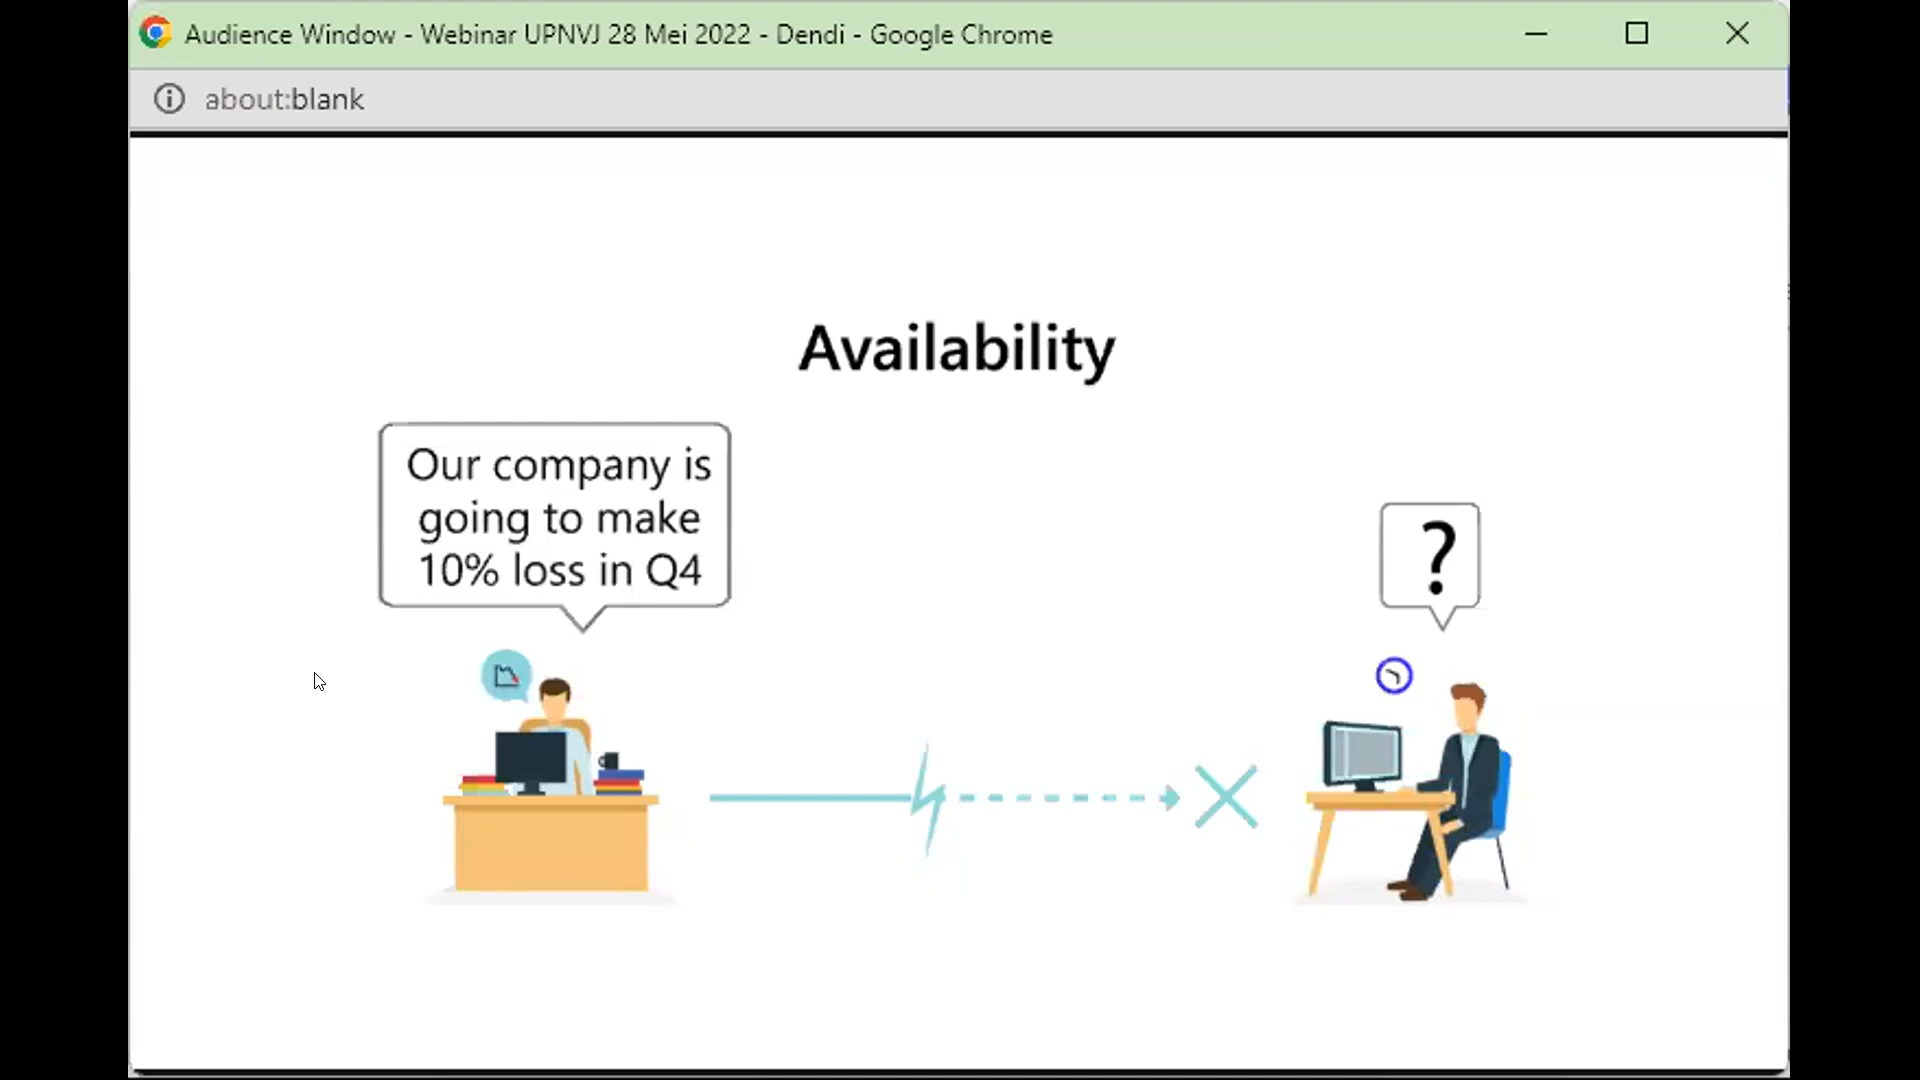 Audience Window - Webinar UPNVJ 28 Mei 2022 - Dendi - Google Chrome
about:blank
Availability
Our company is
going to make
10% loss in Q4
?